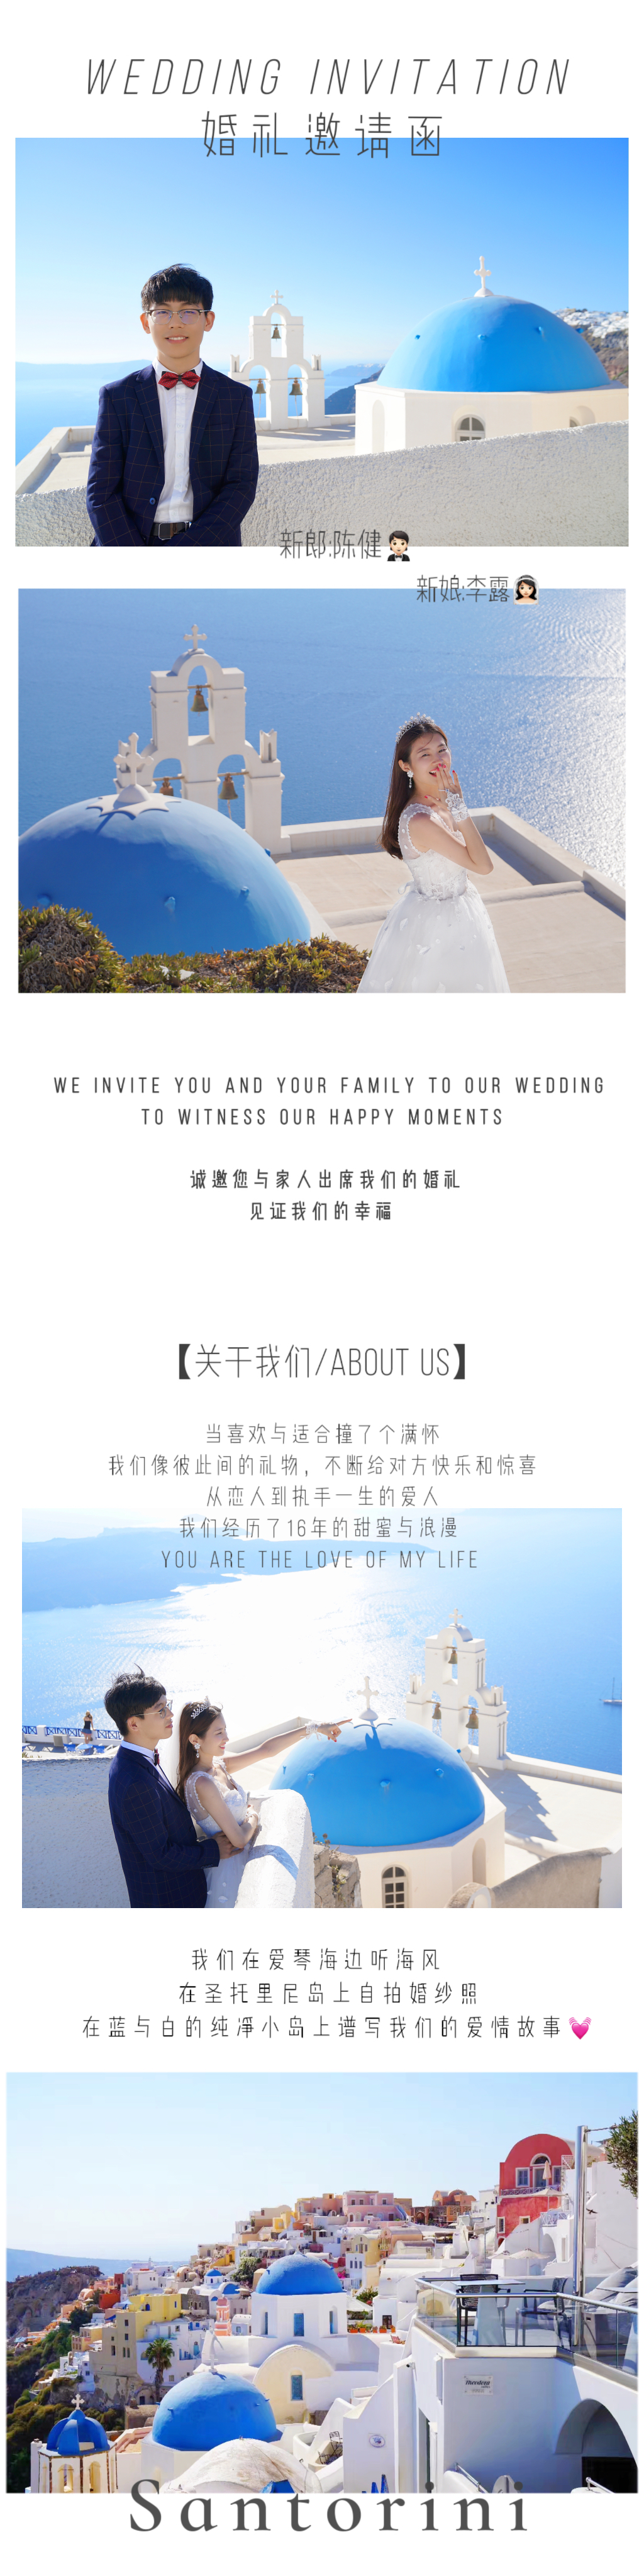 WEDDING INVITATION
婚礼邀请函
新郎:陈健🤵🏻
新娘:李露👰🏻
WE INVITE YOU AND YOUR FAMILY TO OUR WEDDING
TO WITNESS OUR HAPPY MOMENTS
诚邀您与家人出席我们的婚礼
见证我们的幸福
【关于我们/ABOUT US】
当喜欢与适合撞了个满怀
我们像彼此间的礼物，不断给对方快乐和惊喜
从恋人到执手一生的爱人
我们经历了16年的甜蜜与浪漫
YOU ARE THE LOVE OF MY LIFE
我们在爱琴海边听海风
在圣托里尼岛上自拍婚纱照
在蓝与白的纯净小岛上谱写我们的爱情故事💓
Santorini